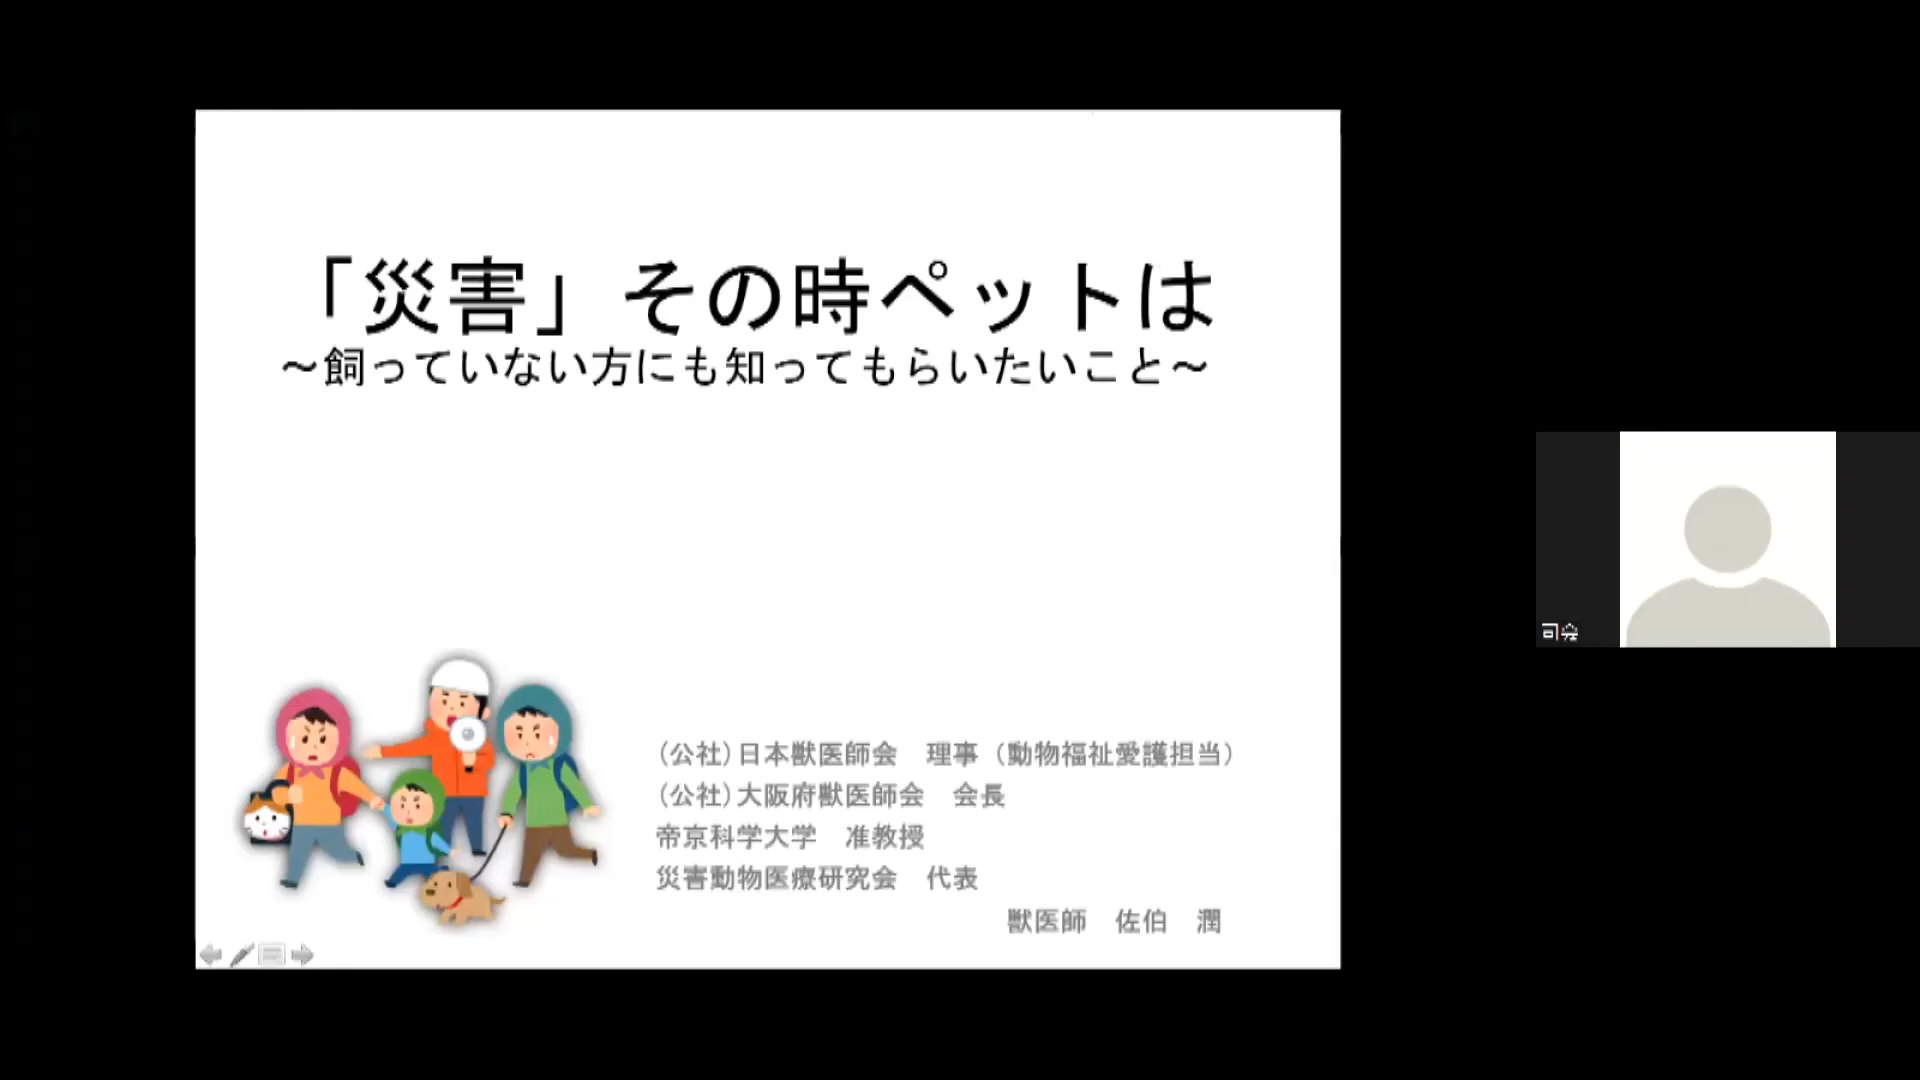 「災害」その時ペットは
～飼っていない方にも知ってもらいたいこと～
(公社)日本獣医師会　理事（動物福祉愛護担当）
(公社)大阪府獣医師会　会長
帝京科学大学　准教授
災害動物医療研究会　代表
獣医師　佐伯　潤
司会